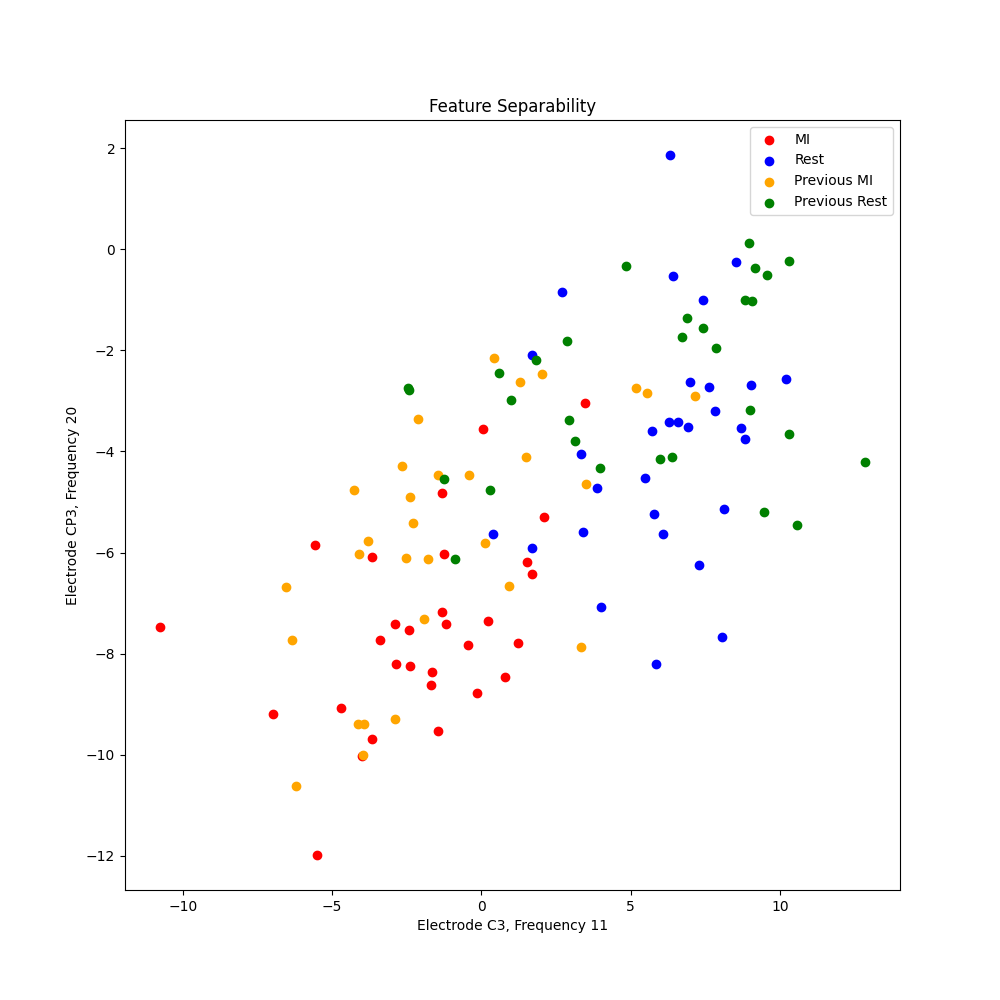 Feature Separability
MI
Rest
Previous MI
Previous Rest
2
0
−2
−4
−6
−8
−10
−12
Electrode CP3, Frequency 20
−10
−5
0
5
10
Electrode C3, Frequency 11